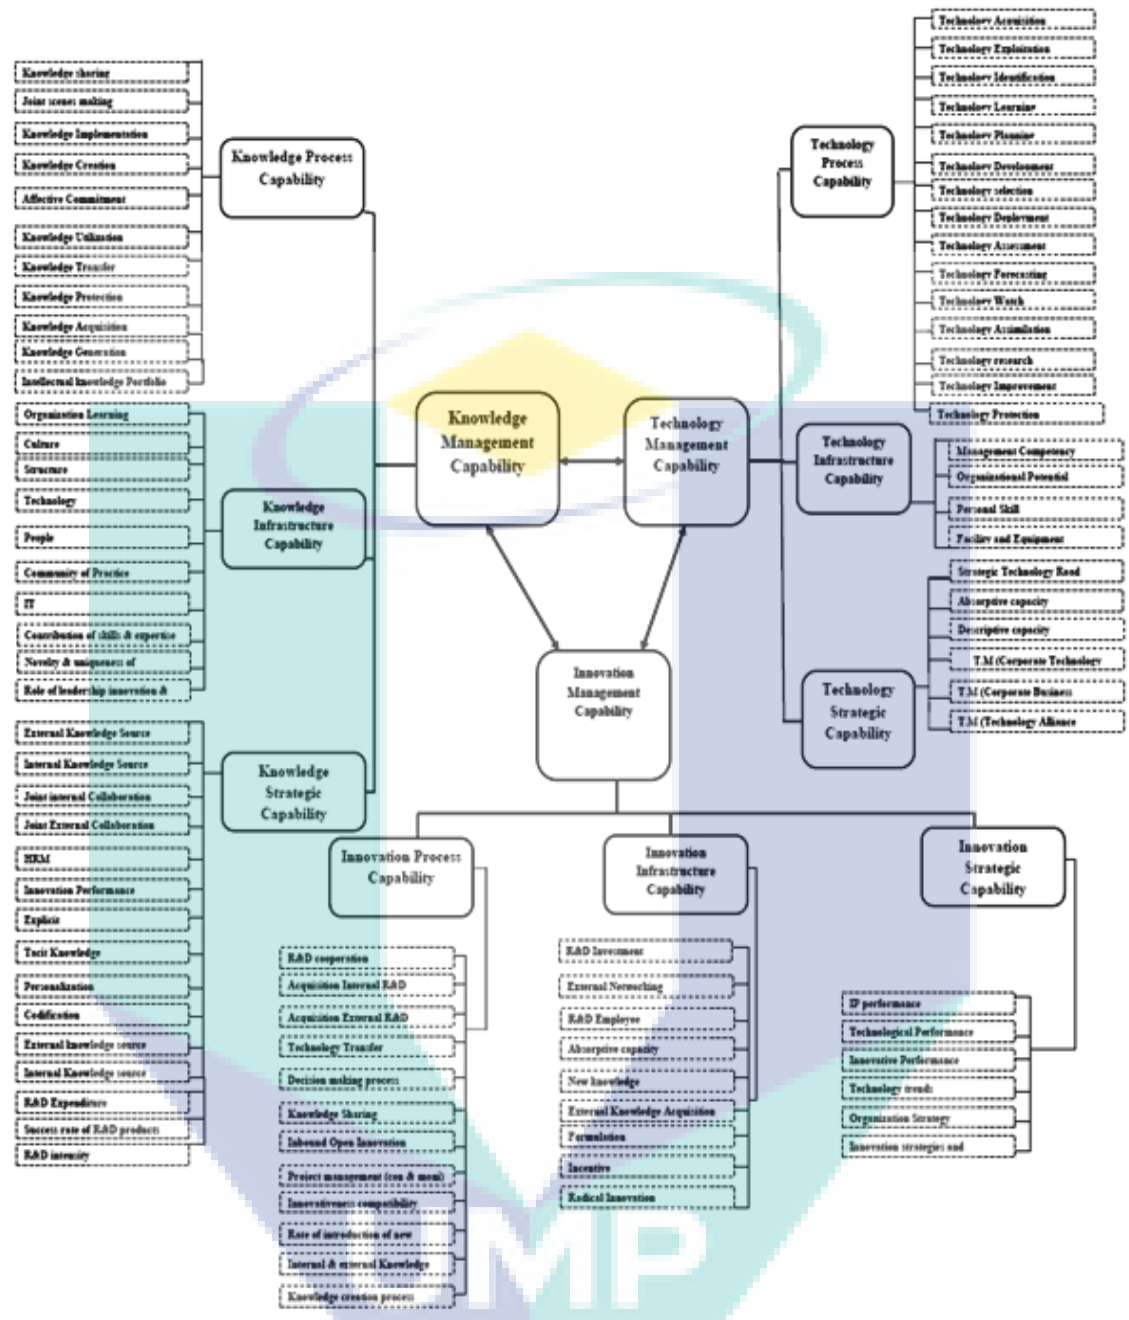 Knowledge sharing
Joint scenes making
Knowledge Implementation
Knowledge Creation
Affective Commitment
Knowledge Utilization
Knowledge Transfer
Knowledge Protection
Knowledge Acquisition
Knowledge Generation
Intellectual knowledge Portfolio
Knowledge Process
Capability
Organization Learning
Culture
Structure
Technology
People
Community of Practice
IT
Contribution of skills & expertise
Novelty & uniqueness of
Role of leadership innovation &
Knowledge
Infrastructure
Capability
External Knowledge Source
Internal Knowledge Source
Joint internal Collaboration
Joint External Collaboration
HRM
Innovation Performance
Explicit
Tacit Knowledge
Personalization
Codification
External knowledge source
Internal Knowledge source
R&D Expenditure
Success rate of R&D products
R&D intensity
Knowledge
Strategic
Capability
Knowledge
Management
Capability
Technology
Management
Capability
Innovation
Management
Capability
Technology
Process
Capability
Technology Acquisition
Technology Exploitation
Technology Identification
Technology Learning
Technology Planning
Technology Development
Technology selection
Technology Deployment
Technology Assessment
Technology Forecasting
Technology Watch
Technology Assimilation
Technology research
Technology Improvement
Technology Protection
Technology
Infrastructure
Capability
Management Competency
Organizational Potential
Personal Skill
Facility and Equipment
Technology
Strategic
Capability
Strategic Technology Road
Absorptive capacity
Descriptive capacity
T.M (Corporate Technology
T.M (Corporate Business
T.M (Technology Alliance
Innovation Process
Capability
R&D cooperation
Acquisition Internal R&D
Acquisition External R&D
Technology Transfer
Decision making process
Knowledge Sharing
Inbound Open Innovation
Project management (con & moni)
Innovativeness compatibility
Rate of introduction of new
Internal & external Knowledge
Knowledge creation process
Innovation
Infrastructure
Capability
R&D Investment
External Networking
R&D Employee
Absorptive capacity
New knowledge
External Knowledge Acquisition
Formulation
Incentive
Radical Innovation
Innovation
Strategic
Capability
IP performance
Technological Performance
Innovative Performance
Technology trends
Organization Strategy
Innovation strategies and
UMP